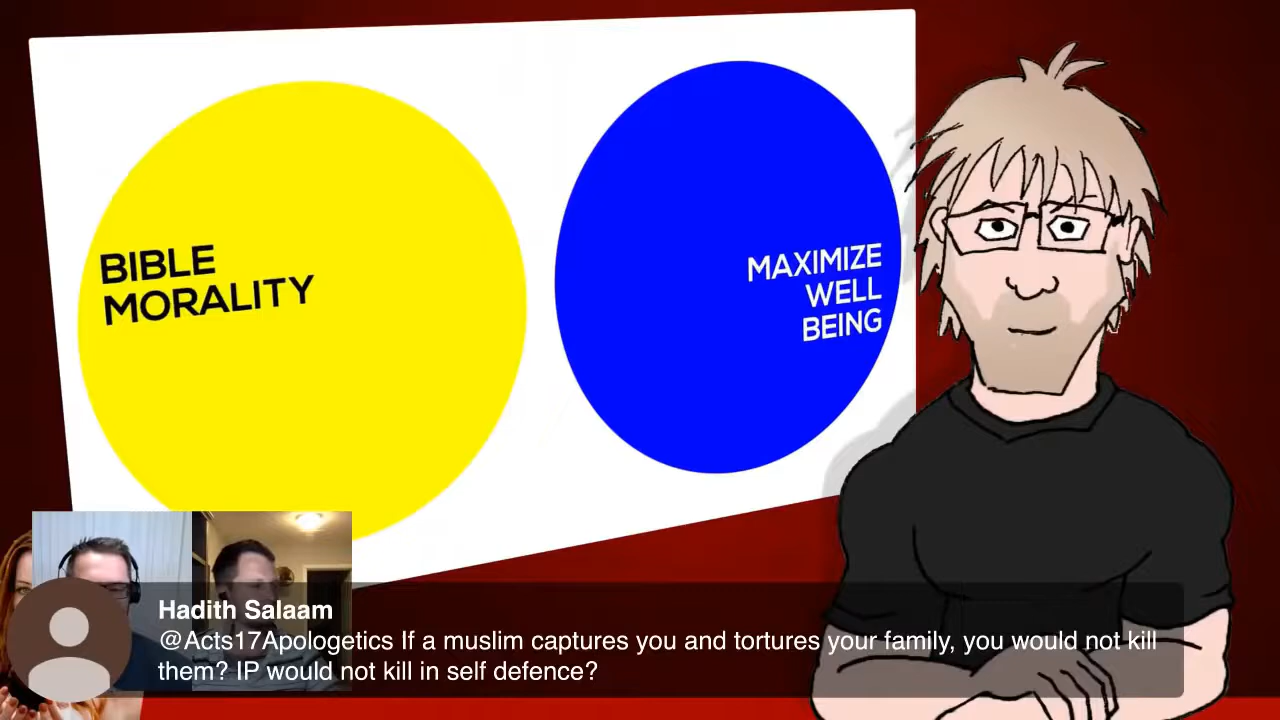 BIBLE
MORALITY
MAXIMIZE
WELL
BEING
Hadith Salaam
@Acts17Apologetics If a muslim captures you and tortures your family, you would not kill
them? IP would not kill in self defence?